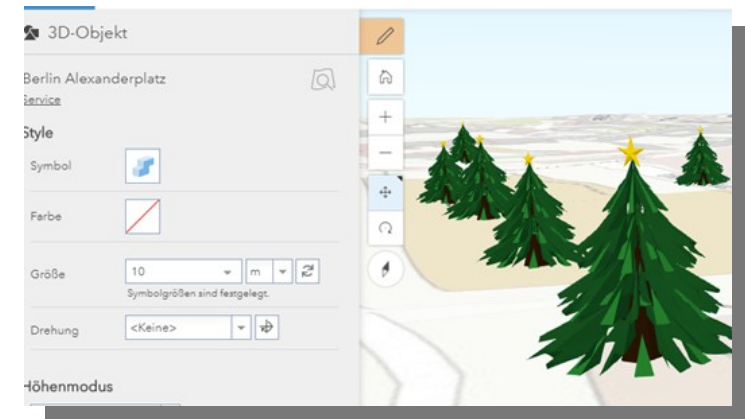 3D-Objekt
Berlin Alexanderplatz
Service
Style
Symbol
Farbe
Größe
10
m
Symbolgrößen sind festgelegt.
Drehung
<Keine>
Höhenmodus